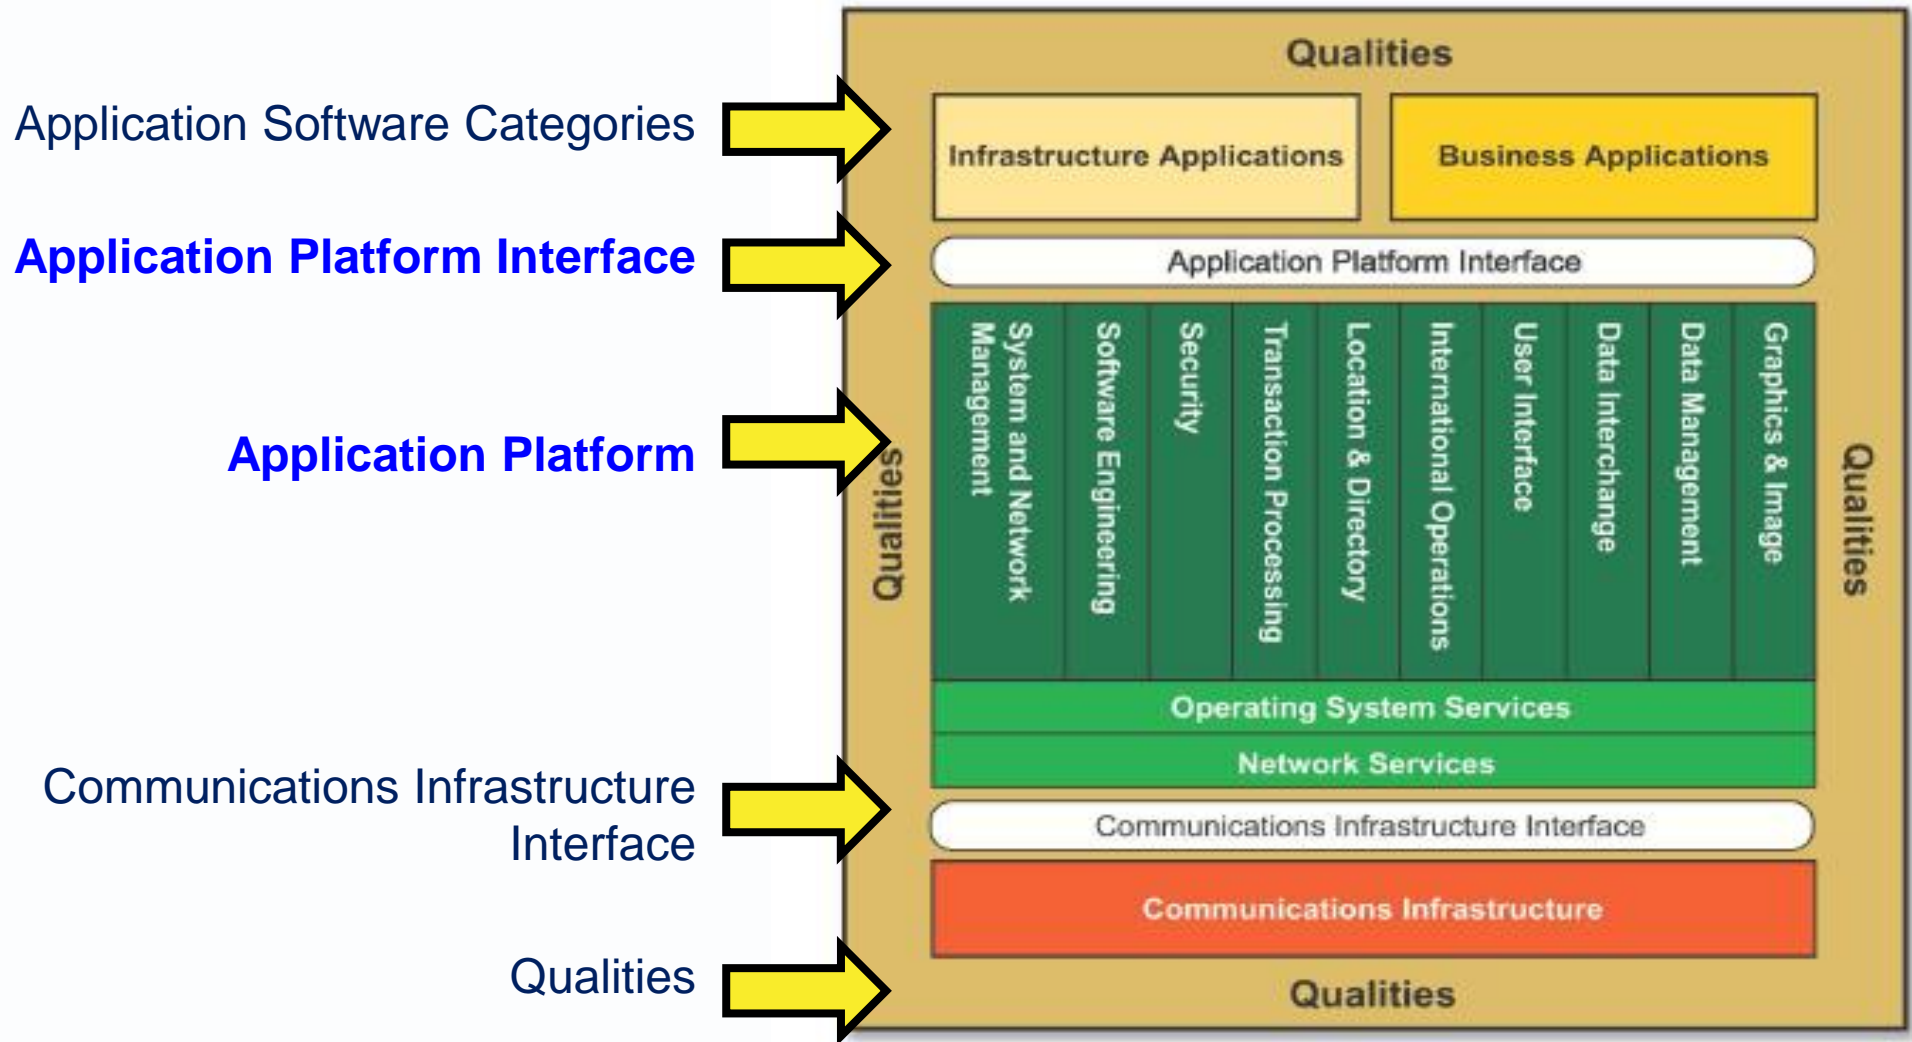 Application Software Categories
Application Platform Interface
Application Platform
Communications Infrastructure
Interface
Qualities
Qualities
Infrastructure Applications
Business Applications
Application Platform Interface
Qualities
System and Network
Management
Software Engineering
Security
Transaction Processing
Location & Directory
International Operations
User Interface
Data Interchange
Data Management
Graphics & Image
Qualities
Operating System Services
Network Services
Communications Infrastructure Interface
Communications Infrastructure
Qualities